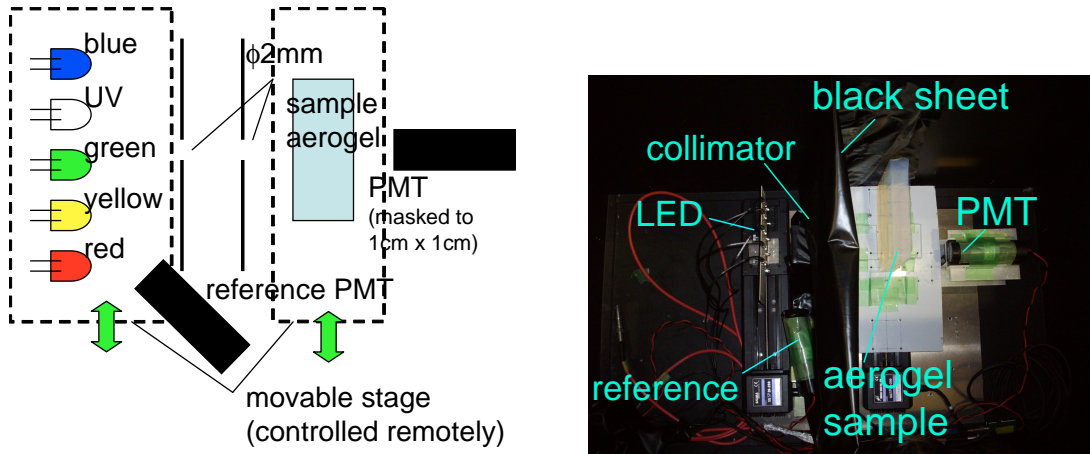 blue
UV
green
yellow
red
ϕ2mm
sample
aerogel
PMT
(masked to
1cm x 1cm)
reference PMT
movable stage
(controlled remotely)
black sheet
collimator
LED
PMT
reference
aerogel
sample